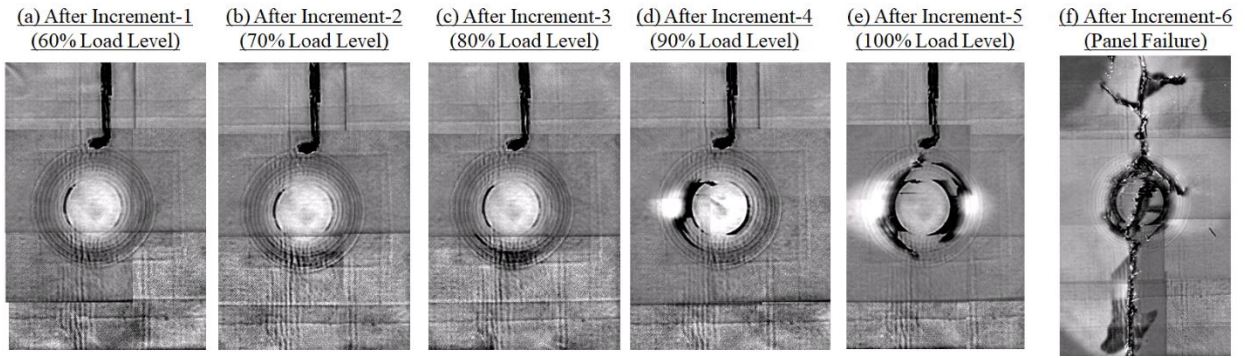 (a) After Increment-1
(60% Load Level)
(b) After Increment-2
(70% Load Level)
(c) After Increment-3
(80% Load Level)
(d) After Increment-4
(90% Load Level)
(e) After Increment-5
(100% Load Level)
(f) After Increment-6
(Panel Failure)